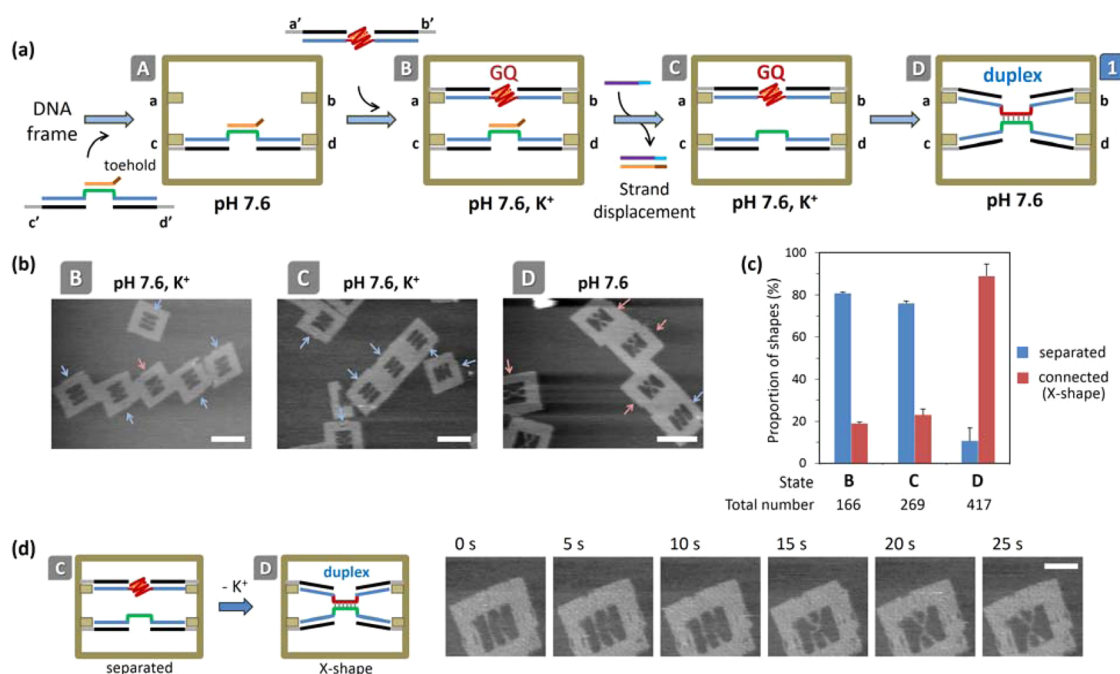 (a)
a' b'
A B C D 1
GQ GQ duplex
DNA
frame
a b a b a b a b
c d c d c d c d
toehold
c' d'
pH 7.6
pH 7.6, K⁺
Strand
displacement
pH 7.6, K⁺
pH 7.6
(b)
B pH 7.6, K⁺
C pH 7.6, K⁺
D pH 7.6
(c)
Proportion of shapes (%)
100
80
60
40
20
0
separated
connected
(X-shape)
State B C D
Total number 166 269 417
(d)
C D
- K⁺
duplex
separated
X-shape
0 s 5 s 10 s 15 s 20 s 25 s